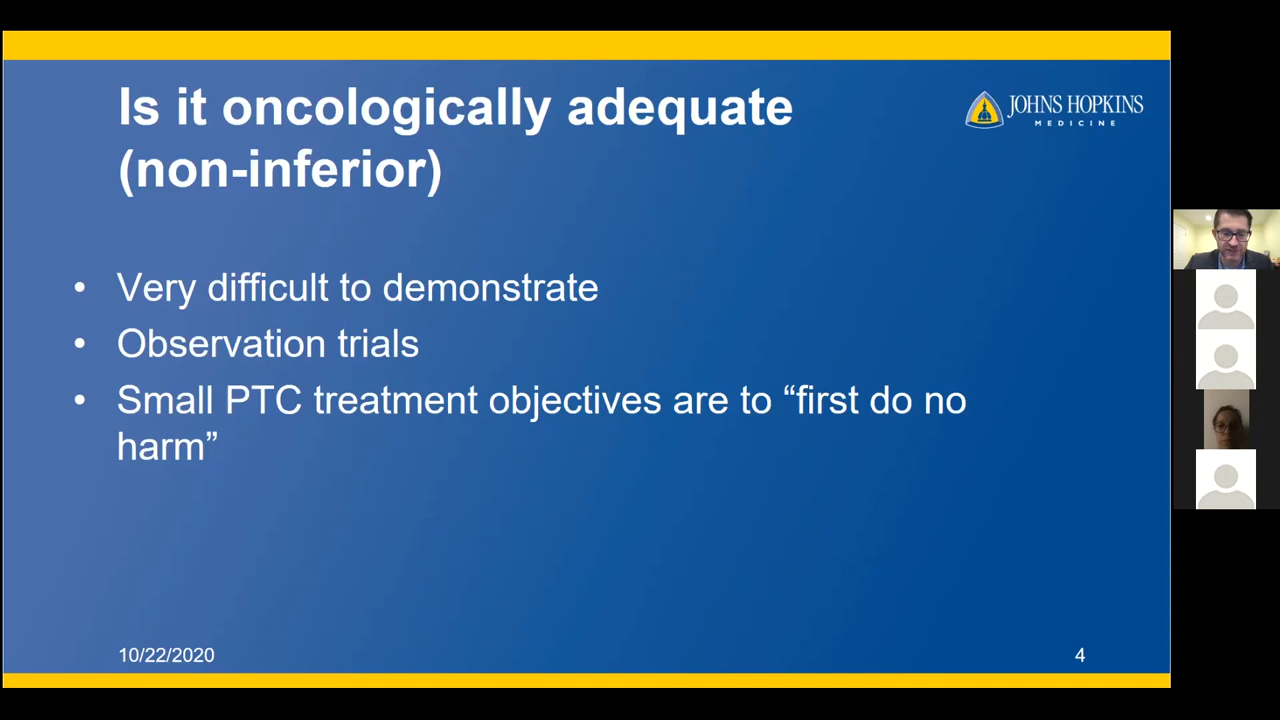 Is it oncologically adequate
(non-inferior)
JOHNS HOPKINS
MEDICINE
• Very difficult to demonstrate
• Observation trials
• Small PTC treatment objectives are to “first do no
harm”
10/22/2020
4